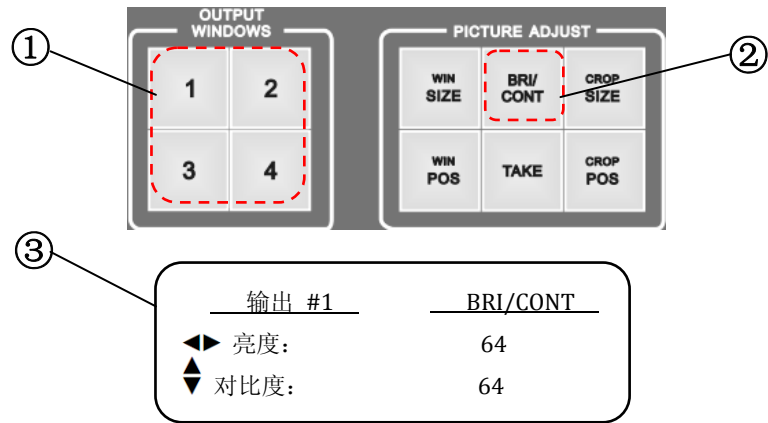 OUTPUT
WINDOWS
PICTURE ADJUST
①
②
1
2
WIN
SIZE
BRI/
CONT
CROP
SIZE
3
4
WIN
POS
TAKE
CROP
POS
③
输出 #1 BRI/CONT
◀▶ 亮度： 64
▲
▼ 对比度： 64